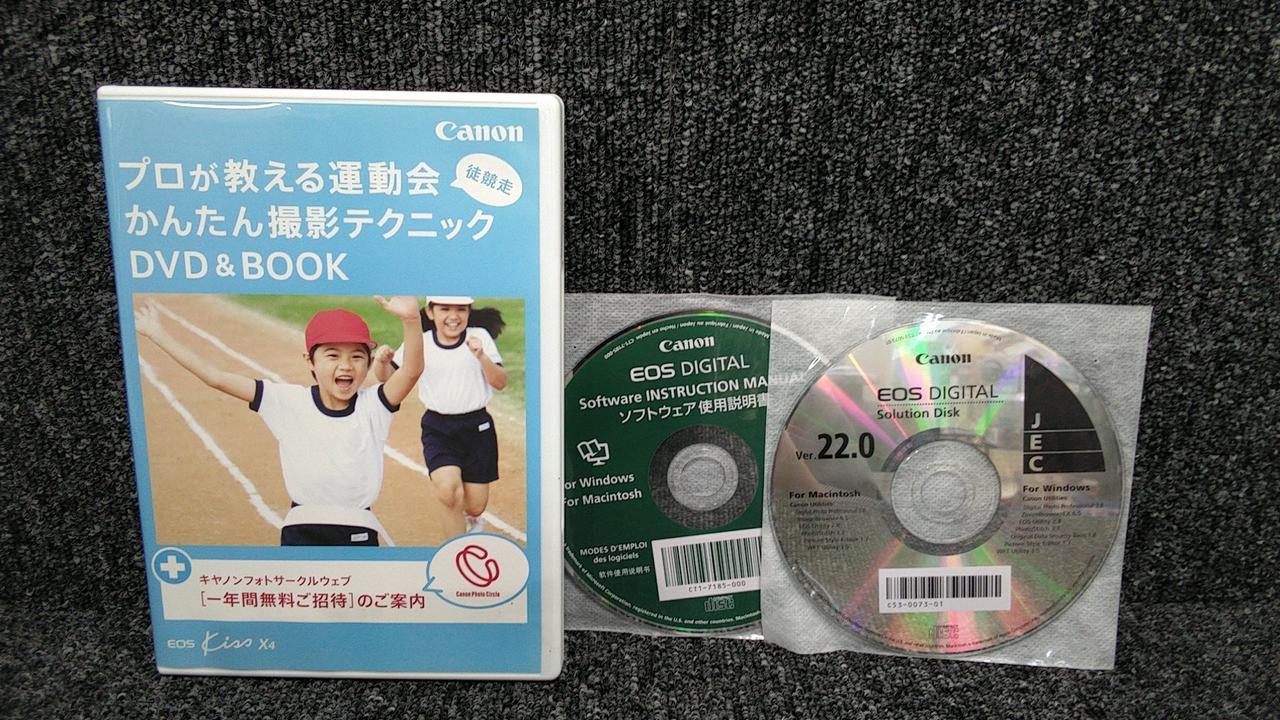 Canon
プロが教える運動会
徒競走
かんたん撮影テクニック
DVD & BOOK
キヤノンフォトサークルウェブ
[一年間無料ご招待]のご案内
Canon Photo Circle
EOS Kiss X4
Canon
EOS DIGITAL
Software INSTRUCTION MANUAL
ソフトウェア使用説明書
For Windows
For Macintosh
MODES D'EMPLOI
des logiciels
软件使用说明书
CT1-7185-000
Canon
EOS DIGITAL
Solution Disk
Ver. 22.0
J
E
C
For Macintosh
Canon Utilities
For Windows
Canon Utilities
CS3-0073-01